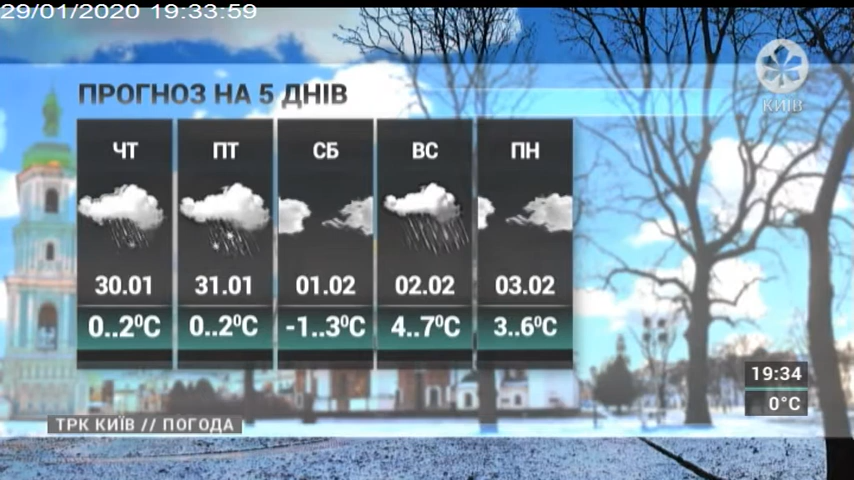 29/01/2020 19:33:59
КИЇВ
ПРОГНОЗ НА 5 ДНІВ
ЧТ ПТ СБ ВС ПН
30.01 31.01 01.02 02.02 03.02
0..2⁰C 0..2⁰C -1..3⁰C 4..7⁰C 3..6⁰C
19:34
0°C
ТРК КИЇВ // ПОГОДА